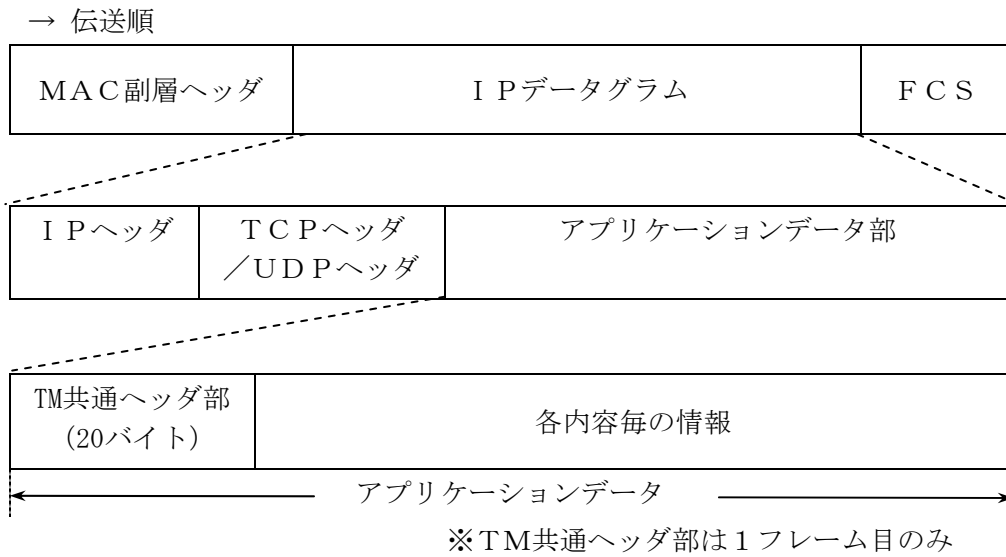 → 伝送順
ＭＡＣ副層ヘッダ
ＩＰデータグラム
ＦＣＳ
ＩＰヘッダ
ＴＣＰヘッダ
／ＵＤＰヘッダ
アプリケーションデータ部
TM共通ヘッダ部
(20バイト)
各内容毎の情報
アプリケーションデータ
※ＴＭ共通ヘッダ部は１フレーム目のみ